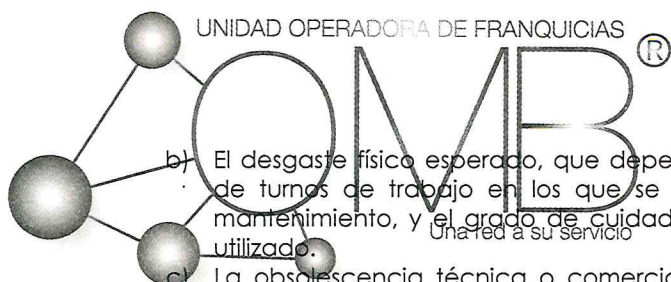 UNIDAD OPERADORA DE FRANQUICIAS
OMB®
b) El desgaste físico esperado, que depe
de turnos de trabajo en los que se
mantenimiento, y el grado de cuidad
Una red a su servicio
utilizado.
c) La obsolescencia técnica o comerci